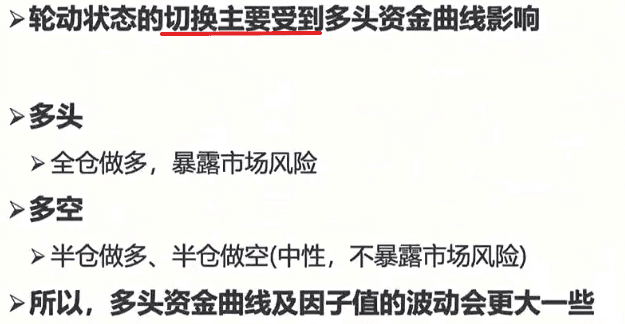 ➢轮动状态的切换主要受到多头资金曲线影响
➢多头
➢全仓做多，暴露市场风险
➢多空
➢半仓做多、半仓做空(中性，不暴露市场风险)
➢所以，多头资金曲线及因子值的波动会更大一些